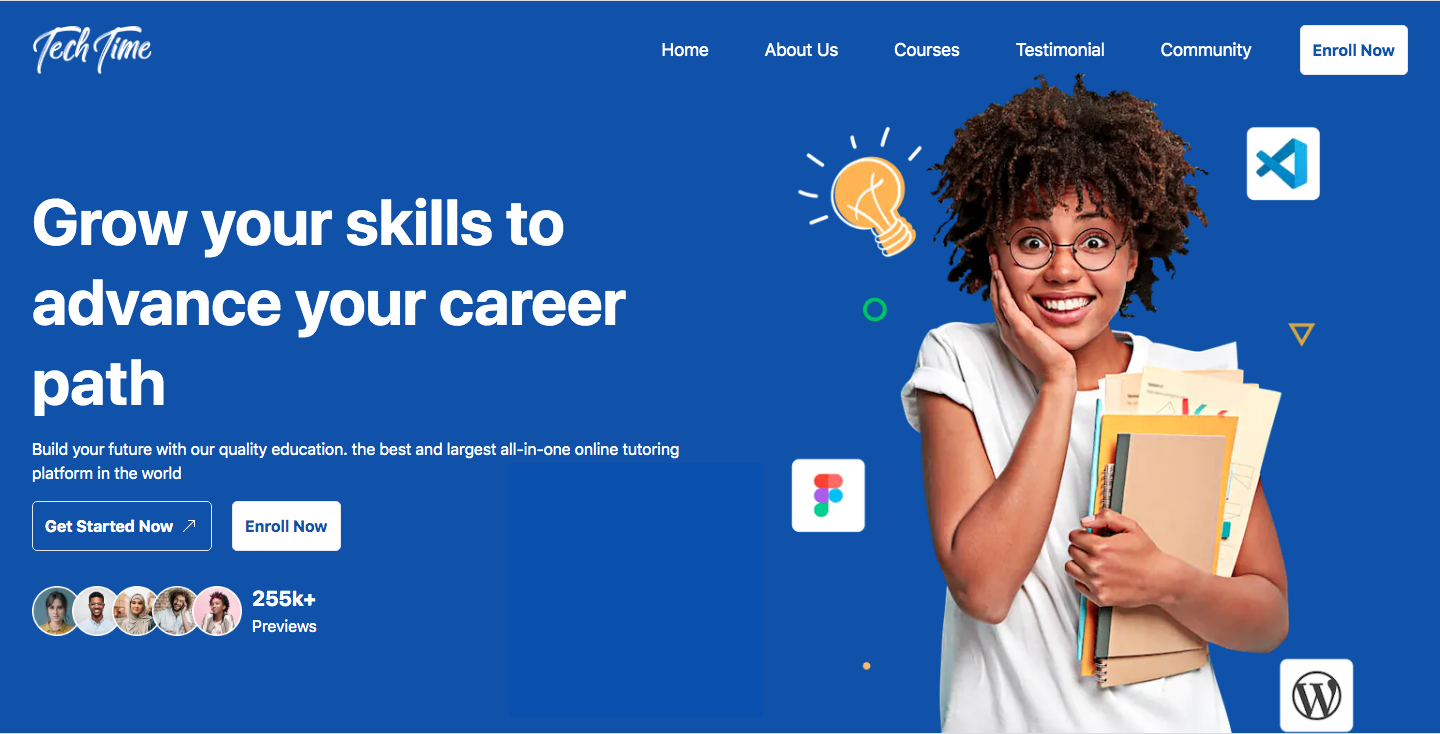 Tech Time
Home
About Us
Courses
Testimonial
Community
Enroll Now
Grow your skills to
advance your career
path
Build your future with our quality education. the best and largest all-in-one online tutoring
platform in the world
Get Started Now
Enroll Now
255k+
Previews